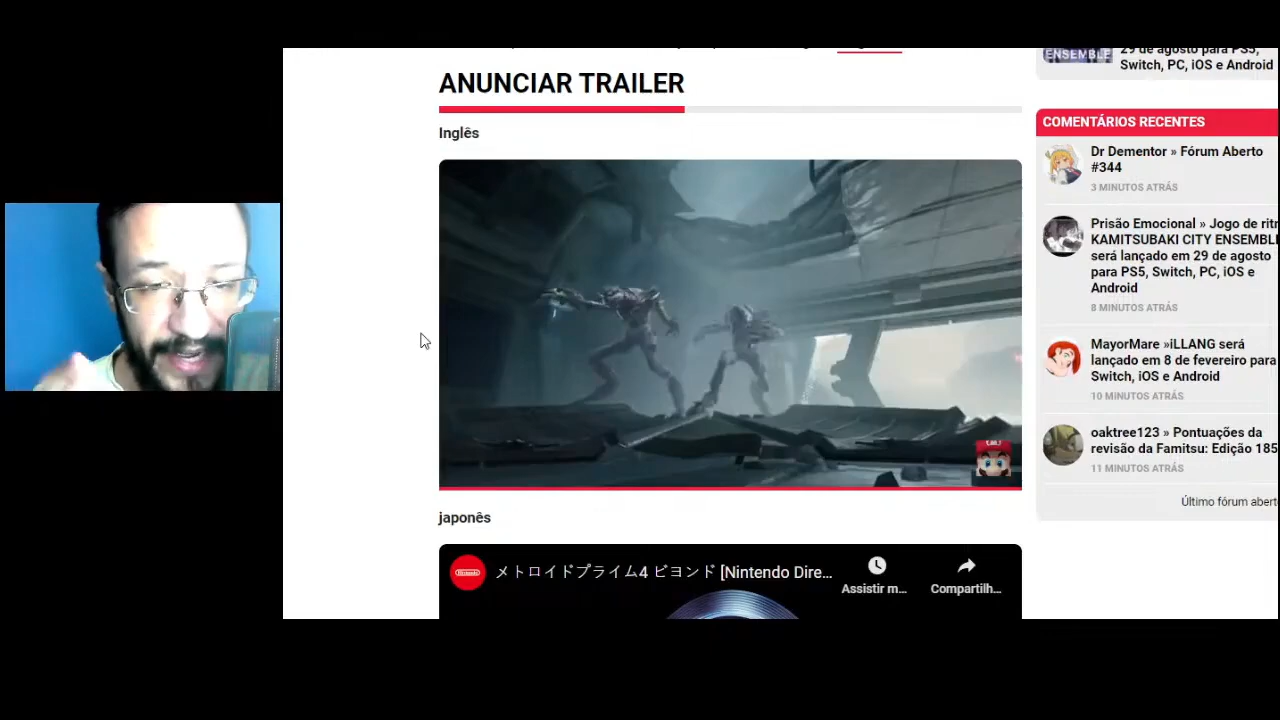 ANUNCIAR TRAILER
Inglês
japonês
Nintendo
メトロイドプライム4 ビヨンド [Nintendo Dire...
Assistir m...
Compartilh...
ENSEMBLE
29 de agosto para PS5,
Switch, PC, iOS e Android
COMENTÁRIOS RECENTES
Dr Dementor » Fórum Aberto
#344
3 MINUTOS ATRÁS
Prisão Emocional » Jogo de rit
KAMITSUBAKI CITY ENSEMBL
será lançado em 29 de agosto
para PS5, Switch, PC, iOS e
Android
8 MINUTOS ATRÁS
MayorMare »iLLANG será
lançado em 8 de fevereiro para
Switch, iOS e Android
10 MINUTOS ATRÁS
oaktree123 » Pontuações da
revisão da Famitsu: Edição 185
11 MINUTOS ATRÁS
Último fórum abert